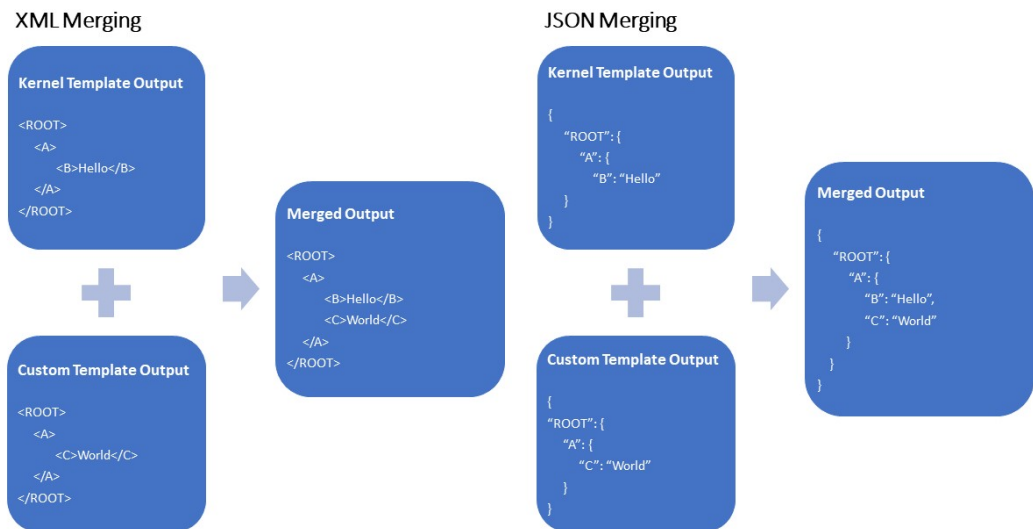 XML Merging
Kernel Template Output
<ROOT>
<A>
<B>Hello</B>
</A>
</ROOT>
Custom Template Output
<ROOT>
<A>
<C>World</C>
</A>
</ROOT>
Merged Output
<ROOT>
<A>
<B>Hello</B>
<C>World</C>
</A>
</ROOT>
JSON Merging
Kernel Template Output
{
“ROOT”: {
“A”: {
“B”: “Hello”
}
}
Custom Template Output
{
“ROOT”: {
“A”: {
“C”: “World”
}
}
Merged Output
{
“ROOT”: {
“A”: {
“B”: “Hello”,
“C”: “World”
}
}
}